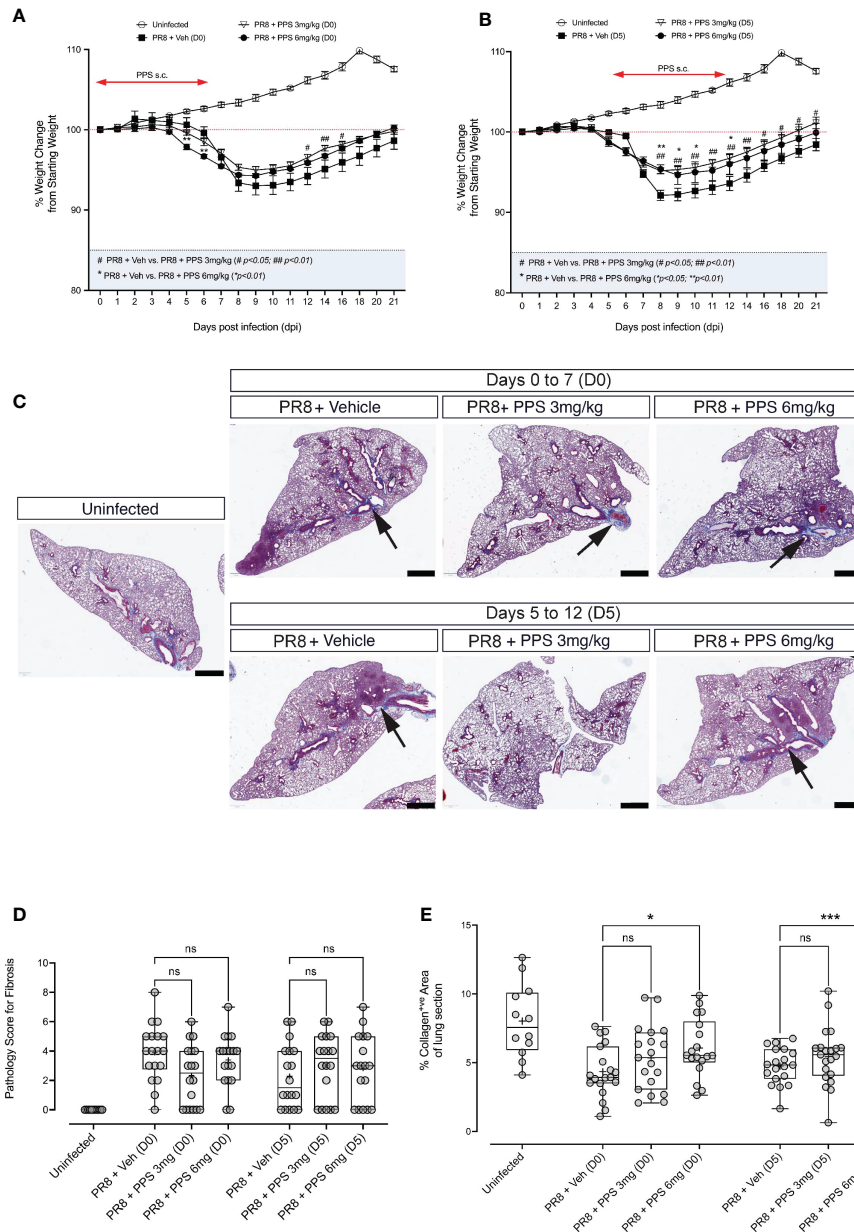 A
Uninfected
PR8 + Veh (D0)
PR8 + PPS 3mg/kg (D0)
PR8 + PPS 6mg/kg (D0)
110
100
90
80
% Weight Change
from Starting Weight
PPS s.c.
**
**
#
##
#
# PR8 + Veh vs. PR8 + PPS 3mg/kg (# p<0.05; ## p<0.01)
* PR8 + Veh vs. PR8 + PPS 6mg/kg (*p<0.01)
0 1 2 3 4 5 6 7 8 9 10 11 12 14 16 18 20 21
Days post infection (dpi)
B
Uninfected
PR8 + Veh (D5)
PR8 + PPS 3mg/kg (D5)
PR8 + PPS 6mg/kg (D5)
110
100
90
80
% Weight Change
from Starting Weight
PPS s.c.
** * * *
## ## ## ## ## ## # # # #
# PR8 + Veh vs. PR8 + PPS 3mg/kg (# p<0.05; ## p<0.01)
* PR8 + Veh vs. PR8 + PPS 6mg/kg (*p<0.05; **p<0.01)
0 1 2 3 4 5 6 7 8 9 10 11 12 14 16 18 20 21
Days post infection (dpi)
C
Days 0 to 7 (D0)
PR8 + Vehicle
PR8+ PPS 3mg/kg
PR8 + PPS 6mg/kg
Uninfected
Days 5 to 12 (D5)
PR8 + Vehicle
PR8 + PPS 3mg/kg
PR8 + PPS 6mg/kg
D
Pathology Score for Fibrosis
8
6
4
2
0
ns
ns
ns
ns
Uninfected
PR8 + Veh (D0)
PR8 + PPS 3mg (D0)
PR8 + PPS 6mg (D0)
PR8 + Veh (D5)
PR8 + PPS 3mg (D5)
PR8 + PPS 6mg (D5)
E
% Collagen+ve Area
of lung section
15
10
5
0
*
ns
***
ns
Uninfected
PR8 + Veh (D0)
PR8 + PPS 3mg (D0)
PR8 + PPS 6mg (D0)
PR8 + Veh (D5)
PR8 + PPS 3mg (D5)
PR8 + PPS 6m